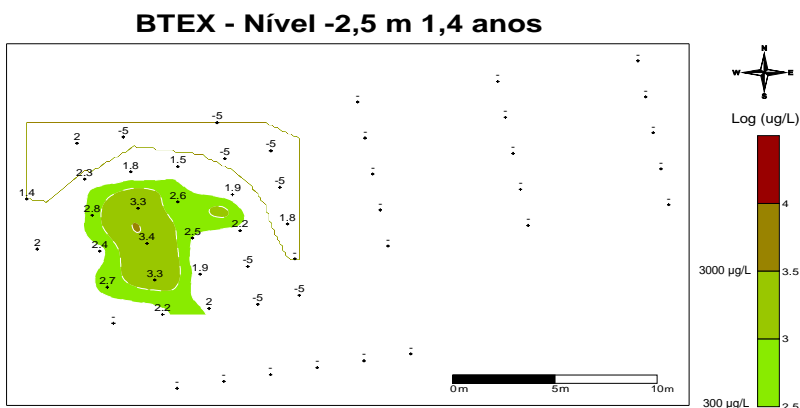 BTEX - Nível -2,5 m 1,4 anos
N
W E
S
Log (ug/L)
-5
2 -5
-5 -5
2.3 1.8 1.5
1.4 1.9 -5
2.8 3.3 2.6
2.2 1.8
2 2.4 3.4 2.5
2.7 3.3 1.9 -5
2.2 2 -5 -5
4
3.5
3000 µg/L
3
300 µg/L 2.5
0m 5m 10m